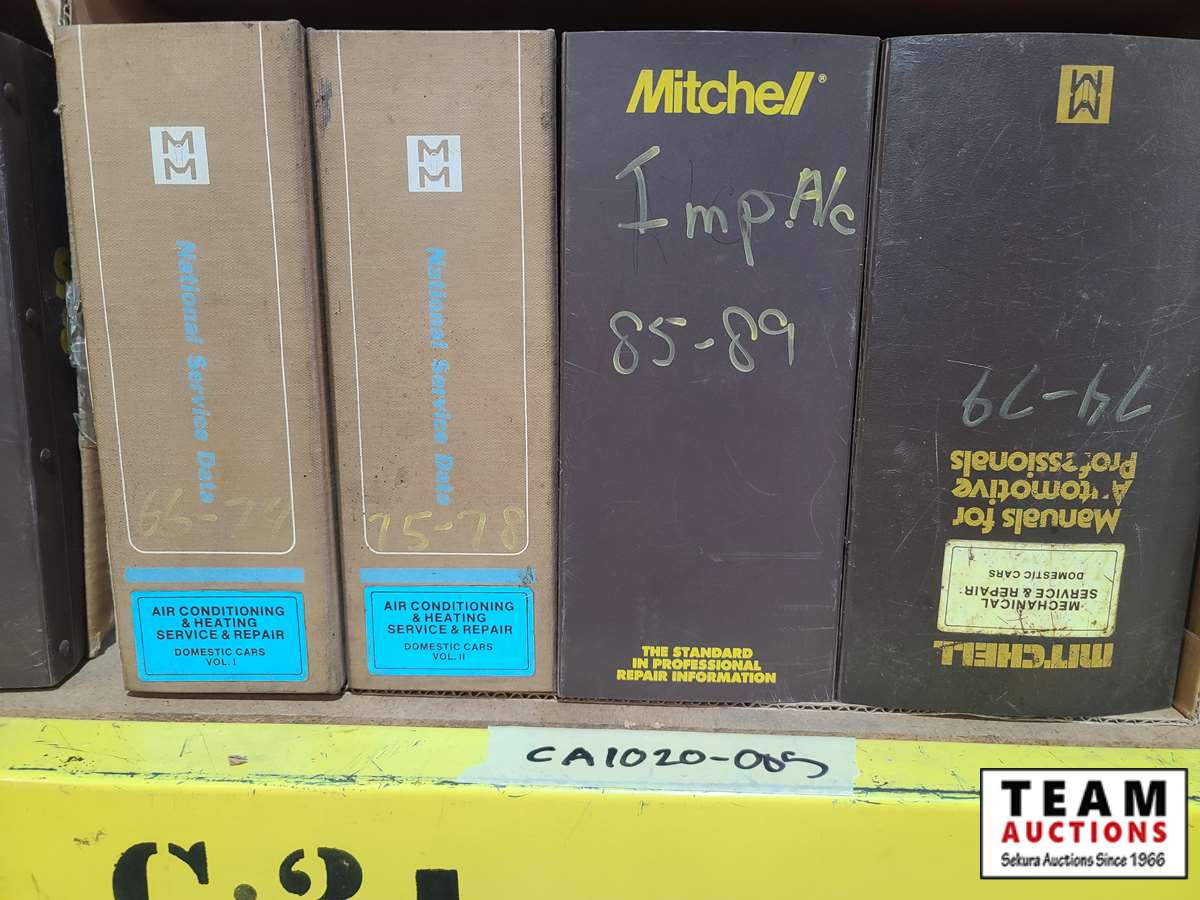 MM
National Service Data
66-74
AIR CONDITIONING
& HEATING
SERVICE & REPAIR
DOMESTIC CARS
VOL. I
MM
National Service Data
75-78
AIR CONDITIONING
& HEATING
SERVICE & REPAIR
DOMESTIC CARS
VOL. II
Mitchell®
Imp. A/c
85-89
THE STANDARD
IN PROFESSIONAL
REPAIR INFORMATION
MITCHELL
MECHANICAL
SERVICE & REPAIR
DOMESTIC CARS
Manuals for
Automotive
Professionals
74-79
CA1020-005
TEAM
AUCTIONS
Sekura Auctions Since 1966